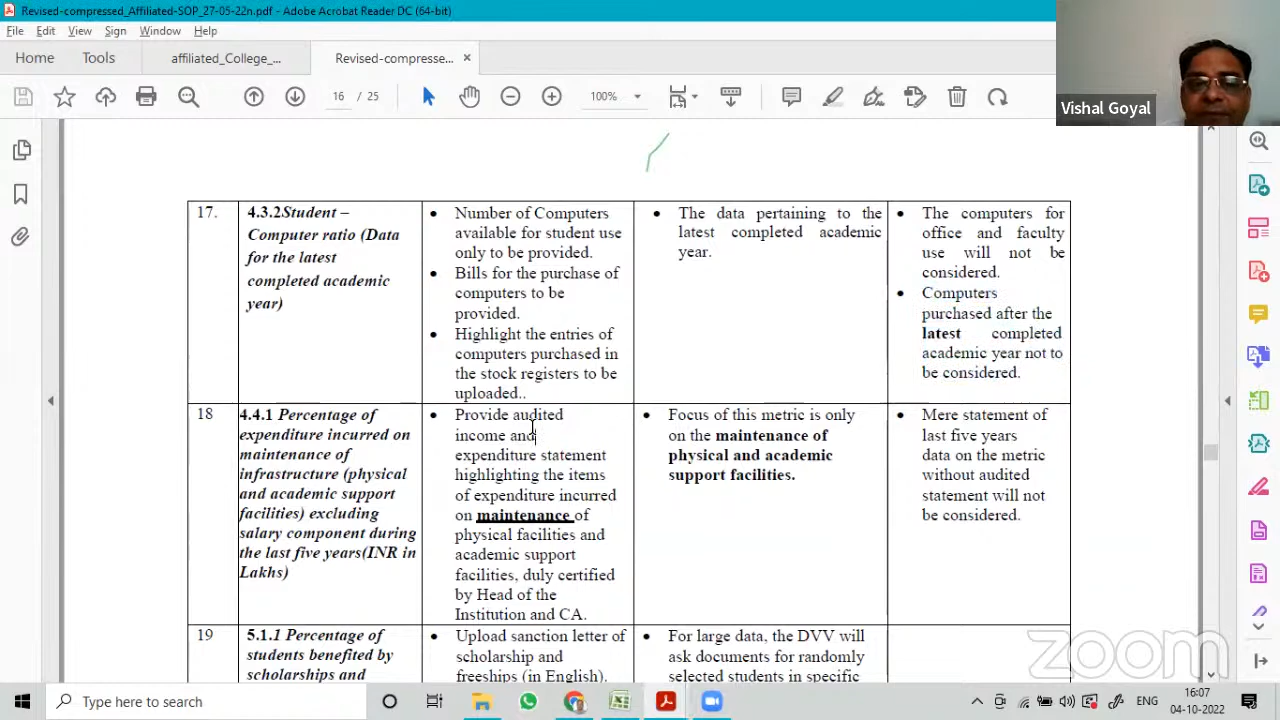 Revised-compressed_Affiliated-SOP_27-05-22n.pdf - Adobe Acrobat Reader DC (64-bit)
File Edit View Sign Window Help
Home Tools affiliated_College_... Revised-compresse... ×
16 / 25 100%
Vishal Goyal
17.
4.3.2Student –
Computer ratio (Data
for the latest
completed academic
year)
• Number of Computers
available for student use
only to be provided.
• Bills for the purchase of
computers to be
provided.
• Highlight the entries of
computers purchased in
the stock registers to be
uploaded..
• The data pertaining to the
latest completed academic
year.
• The computers for
office and faculty
use will not be
considered.
• Computers
purchased after the
latest completed
academic year not to
be considered.
18
4.4.1 Percentage of
expenditure incurred on
maintenance of
infrastructure (physical
and academic support
facilities) excluding
salary component during
the last five years(INR in
Lakhs)
• Provide audited
income and
expenditure statement
highlighting the items
of expenditure incurred
on maintenance of
physical facilities and
academic support
facilities, duly certified
by Head of the
Institution and CA.
• Focus of this metric is only
on the maintenance of
physical and academic
support facilities.
• Mere statement of
last five years
data on the metric
without audited
statement will not
be considered.
19
5.1.1 Percentage of
students benefited by
scholarships and
• Upload sanction letter of
scholarship and
freeships (in English).
• For large data, the DVV will
ask documents for randomly
selected students in specific
zoom
Type here to search
ENG
16:07
04-10-2022